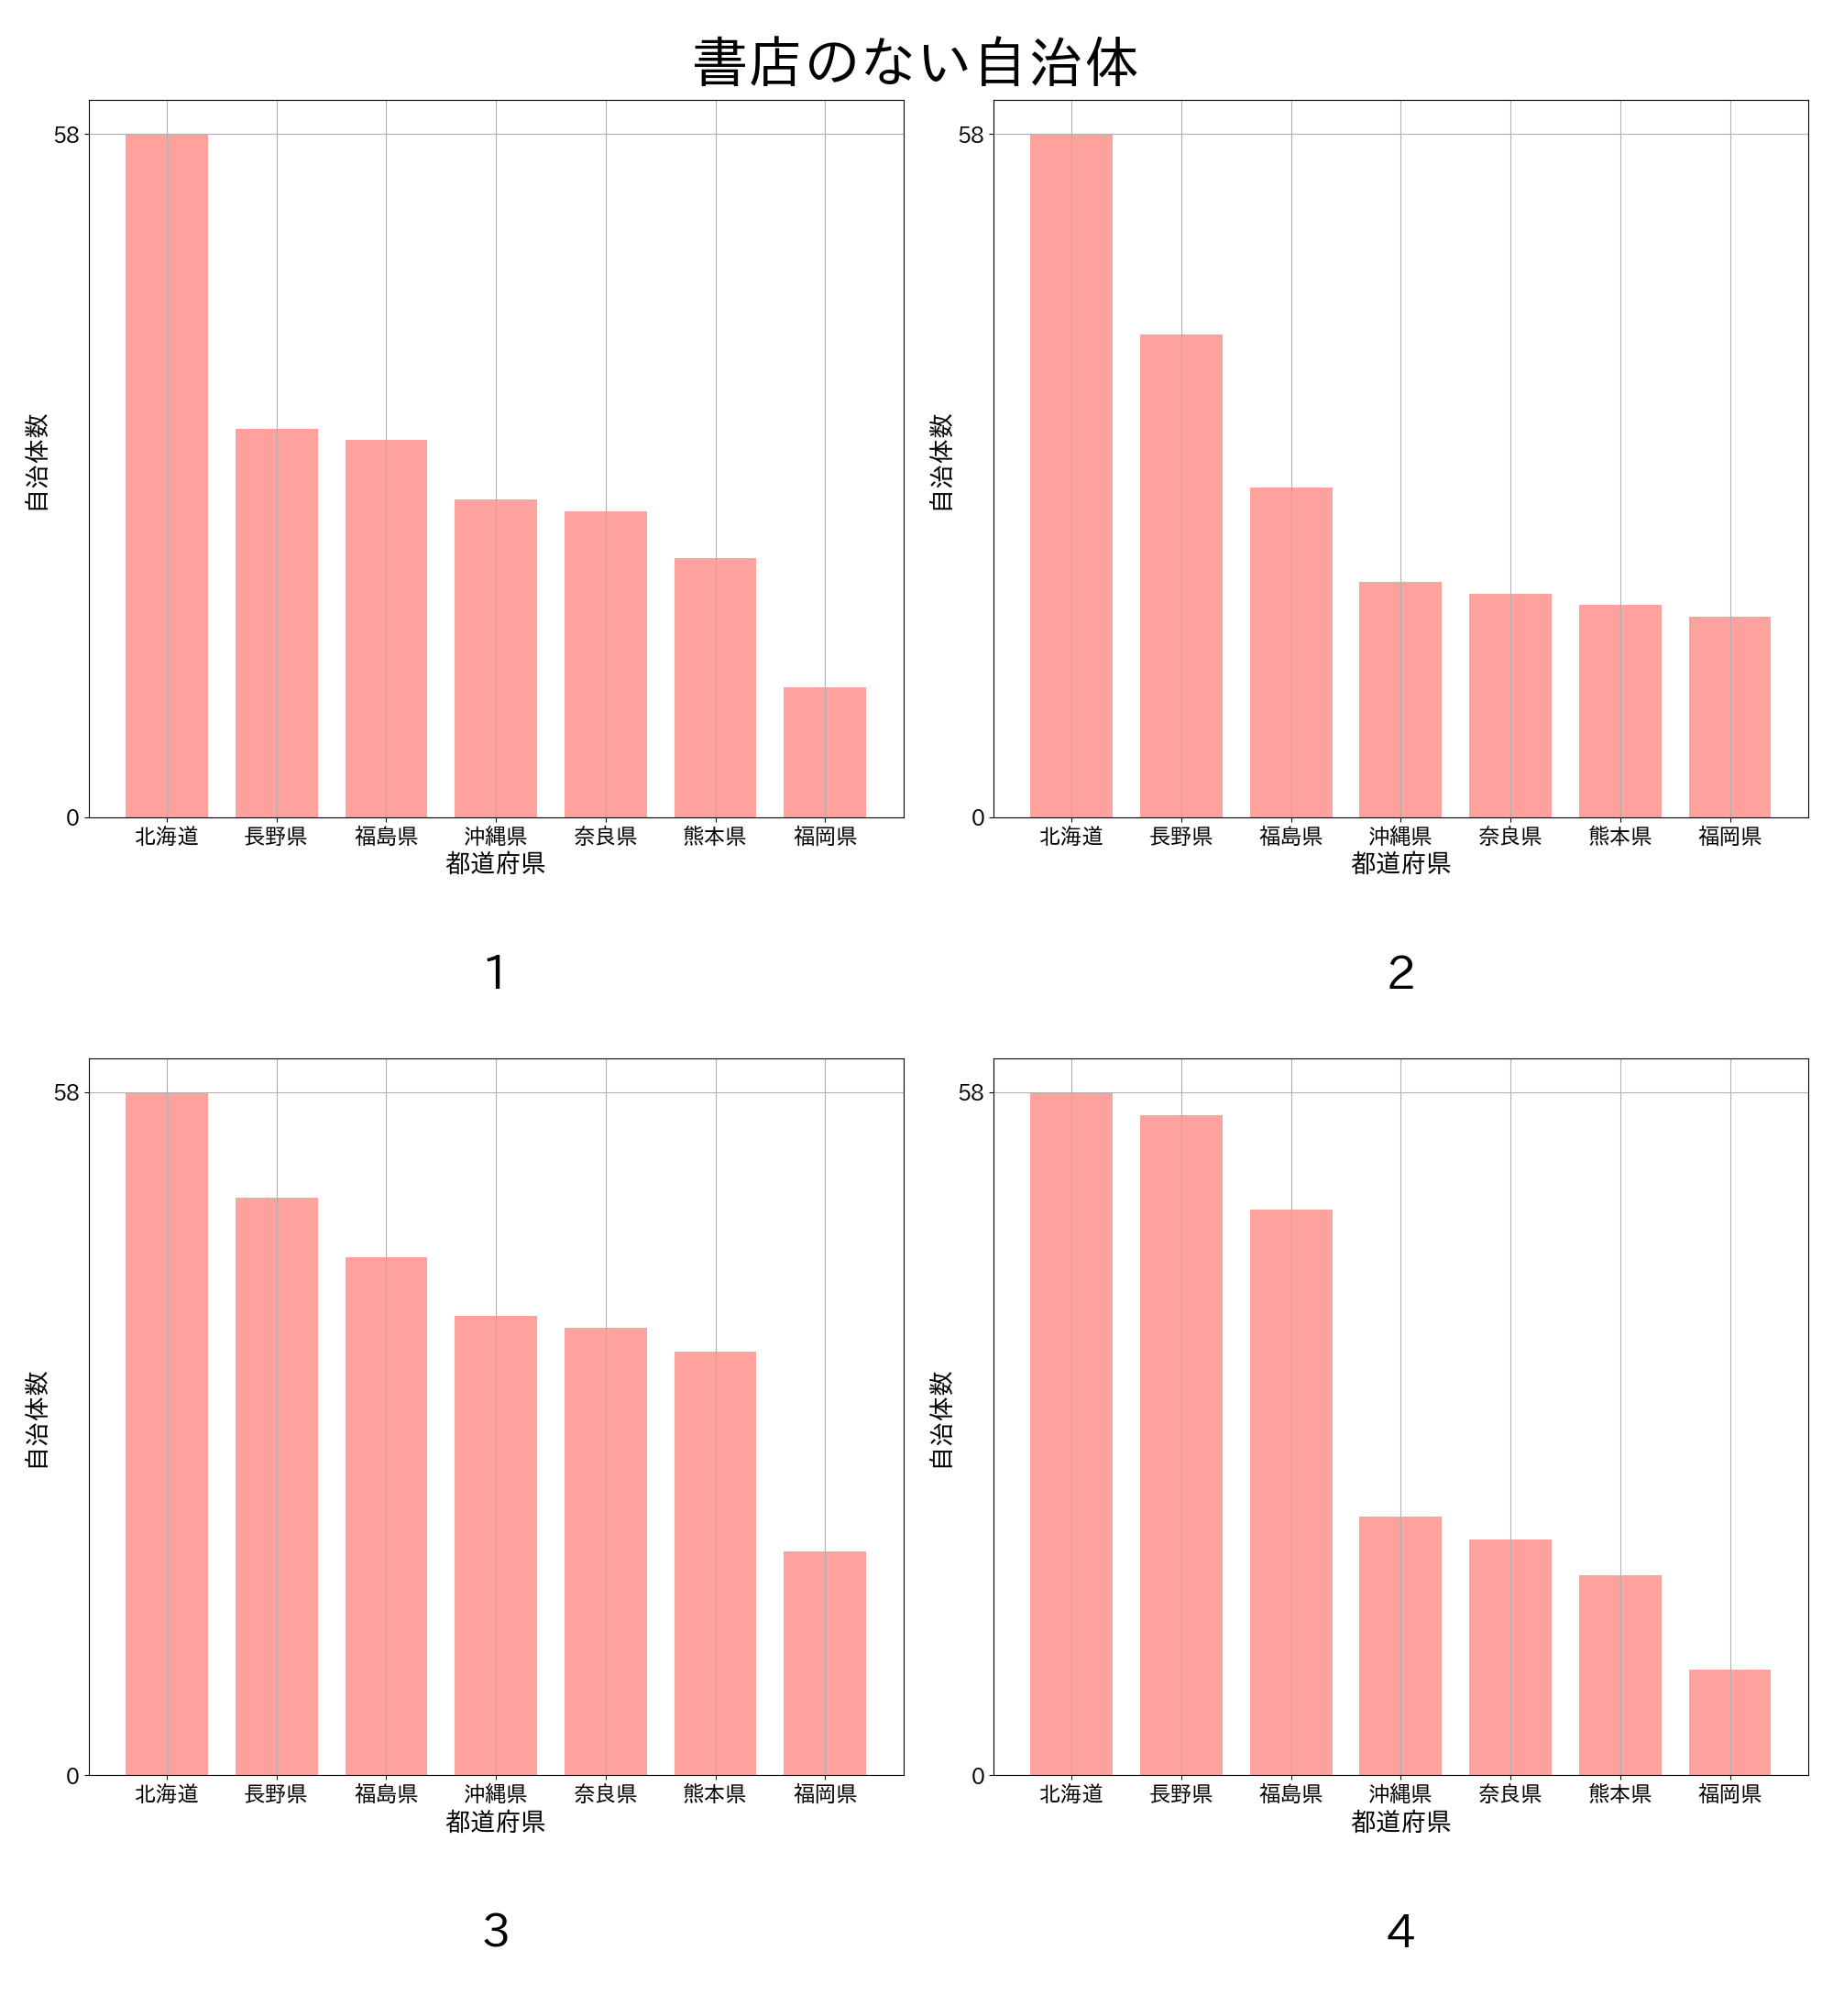 書店のない自治体
58
0
自治体数
北海道 長野県 福島県 沖縄県 奈良県 熊本県 福岡県
都道府県
1
58
0
自治体数
北海道 長野県 福島県 沖縄県 奈良県 熊本県 福岡県
都道府県
2
58
0
自治体数
北海道 長野県 福島県 沖縄県 奈良県 熊本県 福岡県
都道府県
3
58
0
自治体数
北海道 長野県 福島県 沖縄県 奈良県 熊本県 福岡県
都道府県
4